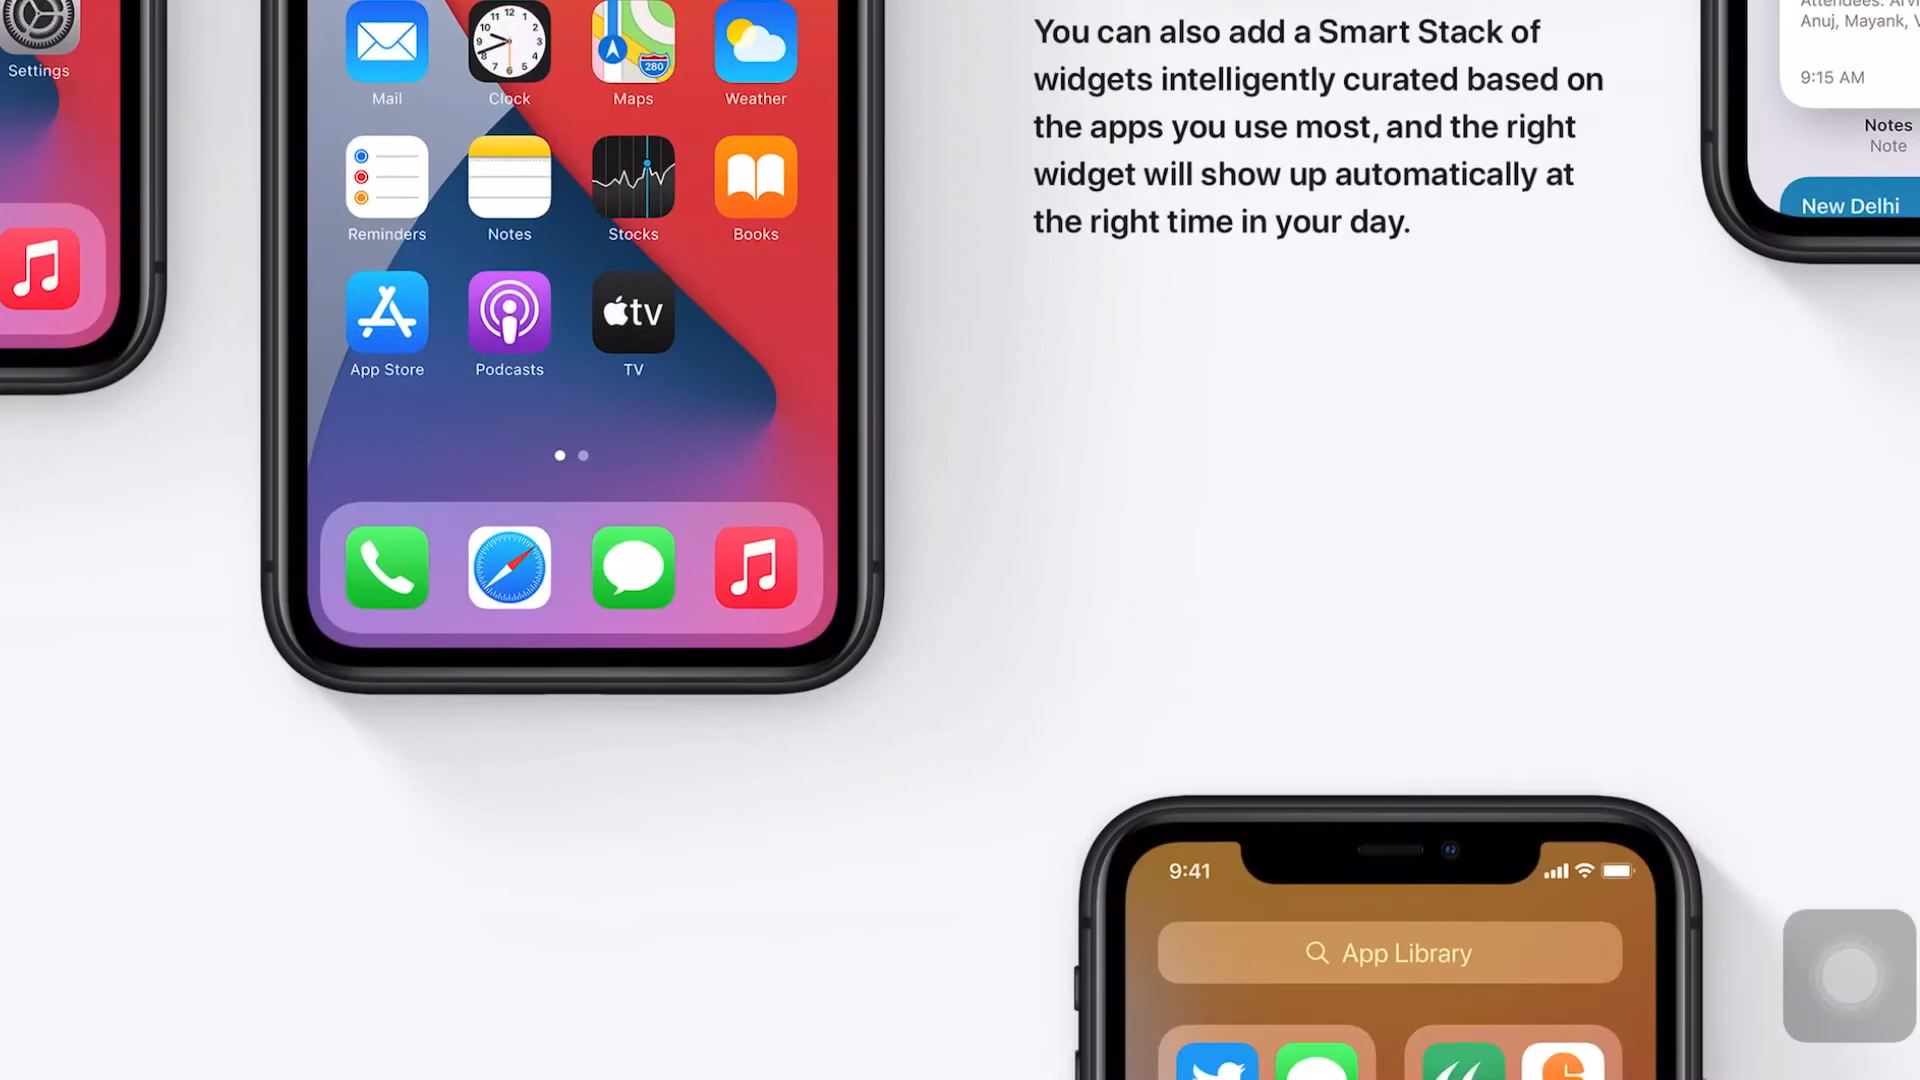 Settings
Mail
Clock
280
Maps
Weather
Reminders
Notes
Stocks
Books
tv
App Store
Podcasts
TV
You can also add a Smart Stack of
widgets intelligently curated based on
the apps you use most, and the right
widget will show up automatically at
the right time in your day.
Anuj, Mayank,
9:15 AM
Notes
Note
New Delhi
9:41
App Library